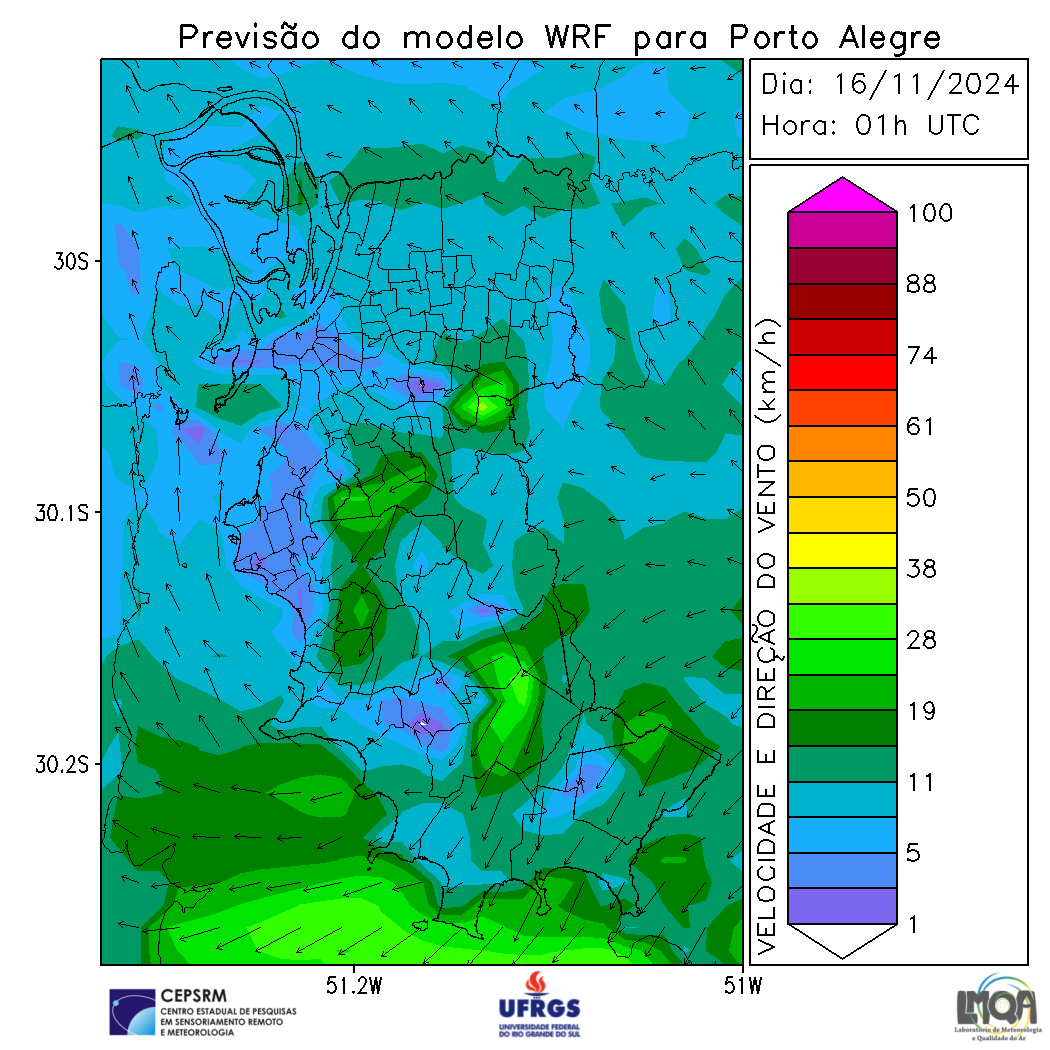 Previsão do modelo WRF para Porto Alegre
Dia: 16/11/2024
Hora: 01h UTC
30S
30.1S
30.2S
51.2W
51W
VELOCIDADE E DIREÇÃO DO VENTO (km/h)
100
88
74
61
50
38
28
19
11
5
1
CEPSRM
CENTRO ESTADUAL DE PESQUISAS
EM SENSORIAMENTO REMOTO
E METEOROLOGIA
UFRGS
UNIVERSIDADE FEDERAL
DO RIO GRANDE DO SUL
LMQA
Laboratório de Meteorologia
e Qualidade do Ar